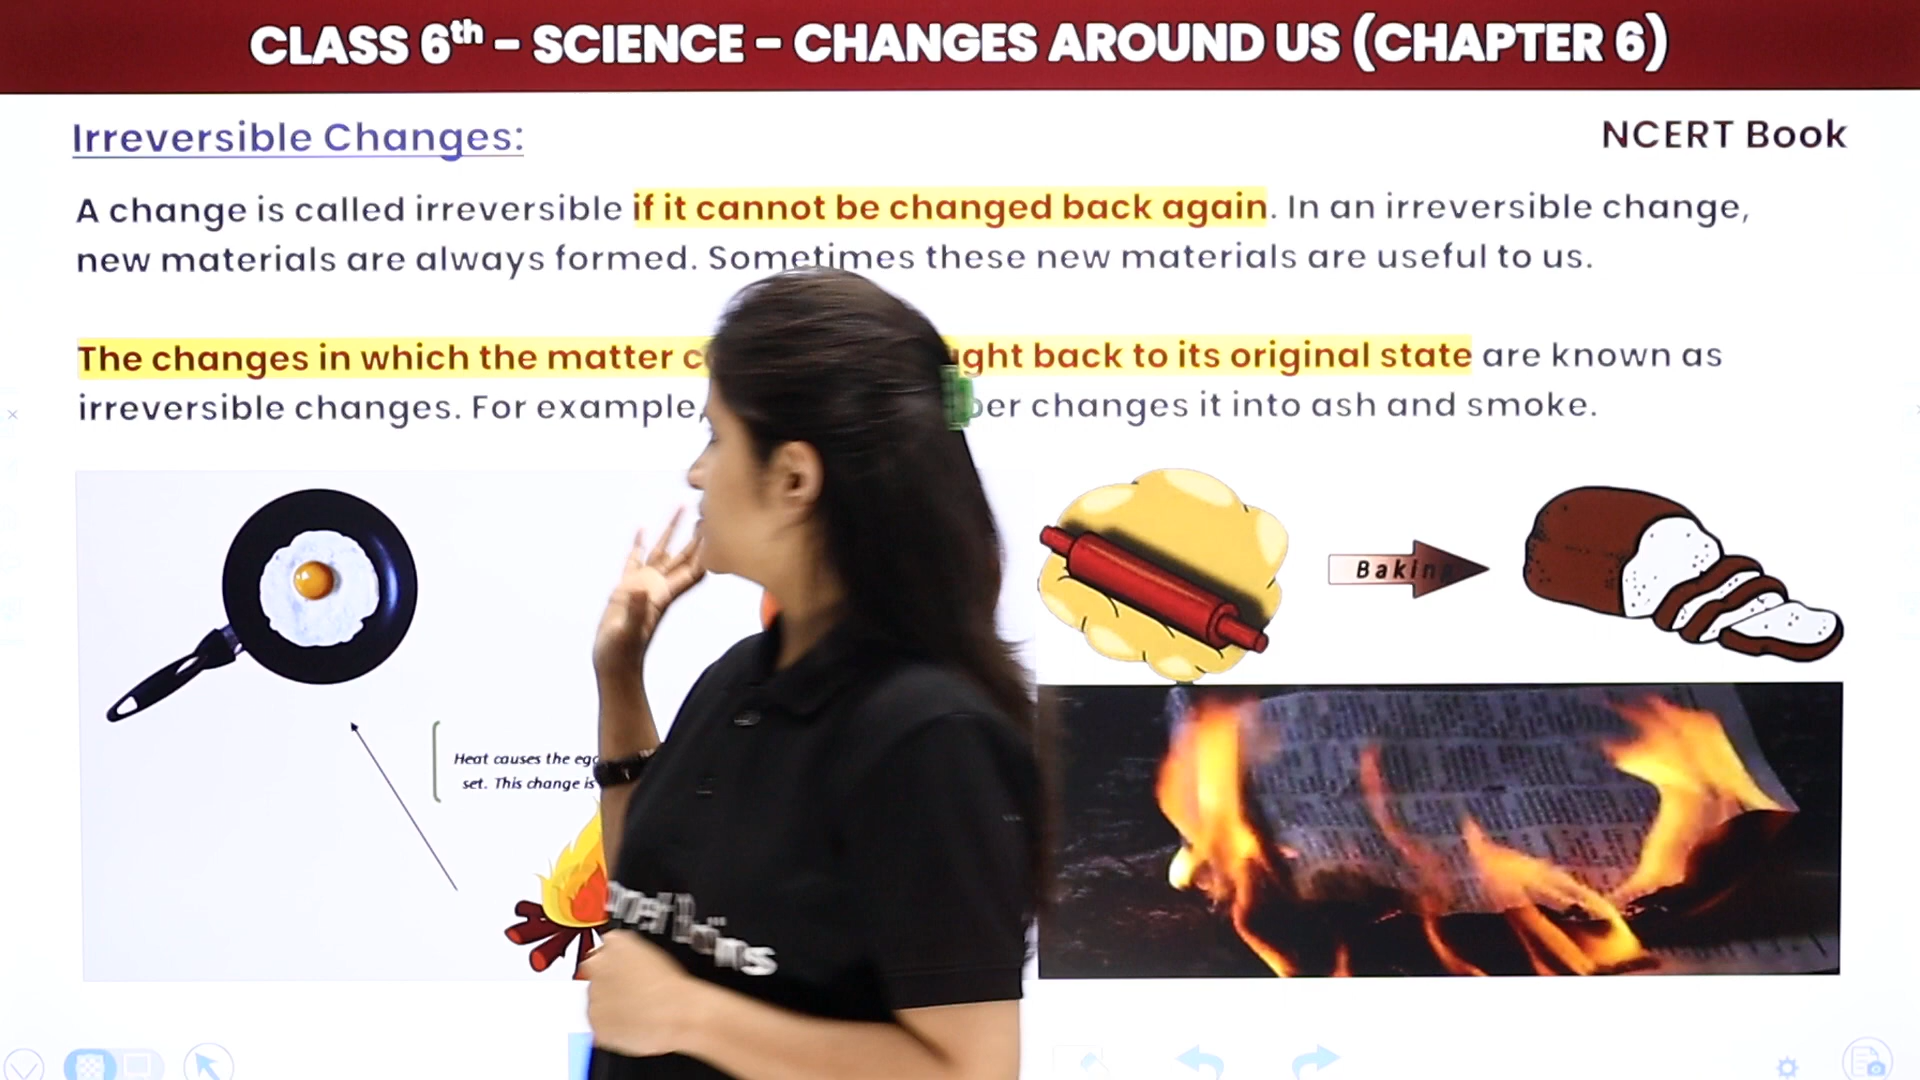 CLASS 6th - SCIENCE - CHANGES AROUND US (CHAPTER 6)
Irreversible Changes:
NCERT Book
A change is called irreversible if it cannot be changed back again. In an irreversible change,
new materials are always formed. Sometimes these new materials are useful to us.
The changes in which the matter ght back to its original state are known as
irreversible changes. For example, per changes it into ash and smoke.
Baking
Heat causes the egg
set. This change is